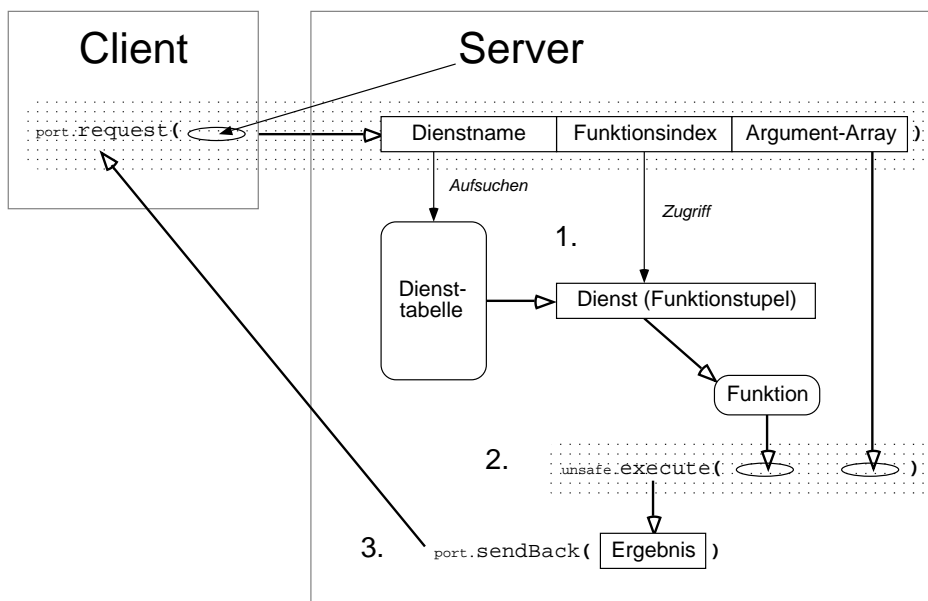 Client
Server
port.request(
Dienstname
Funktionsindex
Argument-Array )
Aufsuchen
Zugriff
1.
Dienst-
tabelle
Dienst (Funktionstupel)
Funktion
2.
unsafe.execute( )
3.
port.sendBack( Ergebnis )